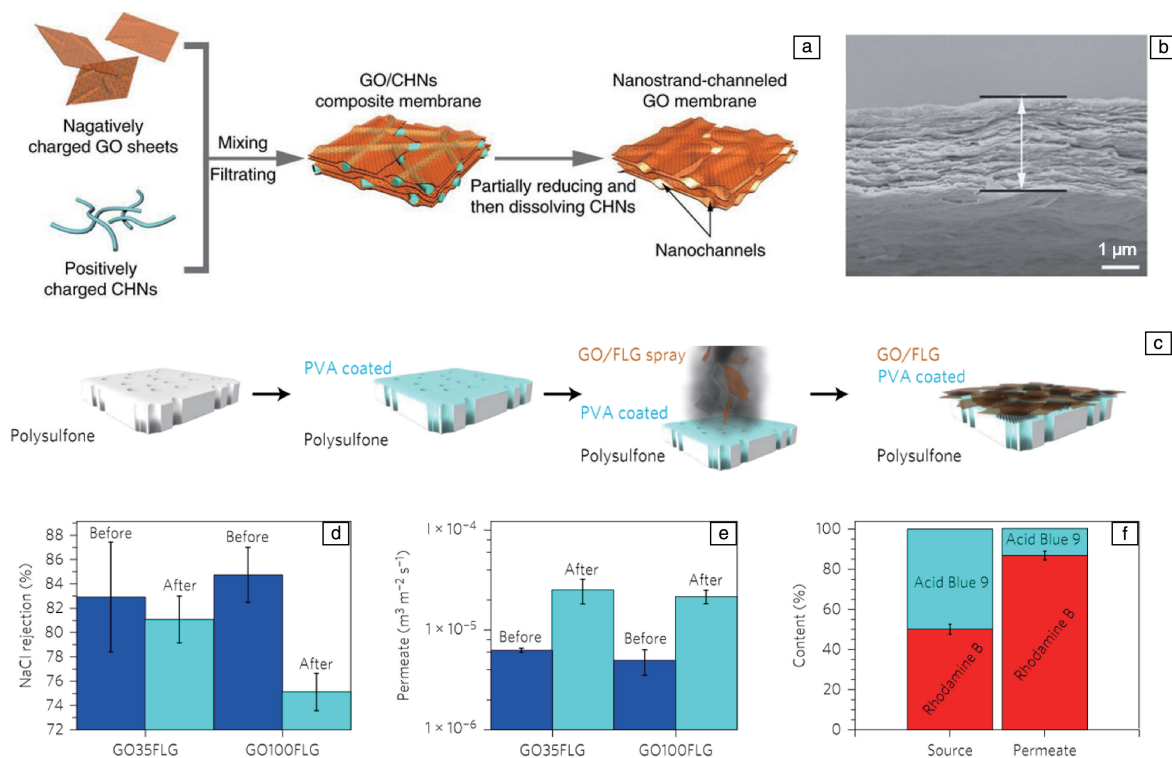 a
Nagatively
charged GO sheets
Positively
charged CHNs
Mixing
Filtrating
GO/CHNs
composite membrane
Partially reducing and
then dissolving CHNs
Nanostrand-channeled
GO membrane
Nanochannels
b
1 μm
c
Polysulfone
PVA coated
Polysulfone
GO/FLG spray
PVA coated
Polysulfone
GO/FLG
PVA coated
Polysulfone
d
NaCl rejection (%)
88
86
84
82
80
78
76
74
72
Before
After
Before
After
GO35FLG
GO100FLG
e
Permeate (m³ m⁻² s⁻¹)
1 × 10⁻⁴
1 × 10⁻⁵
1 × 10⁻⁶
Before
After
Before
After
GO35FLG
GO100FLG
f
Content (%)
100
80
60
40
20
0
Acid Blue 9
Rhodamine B
Acid Blue 9
Rhodamine B
Source
Permeate